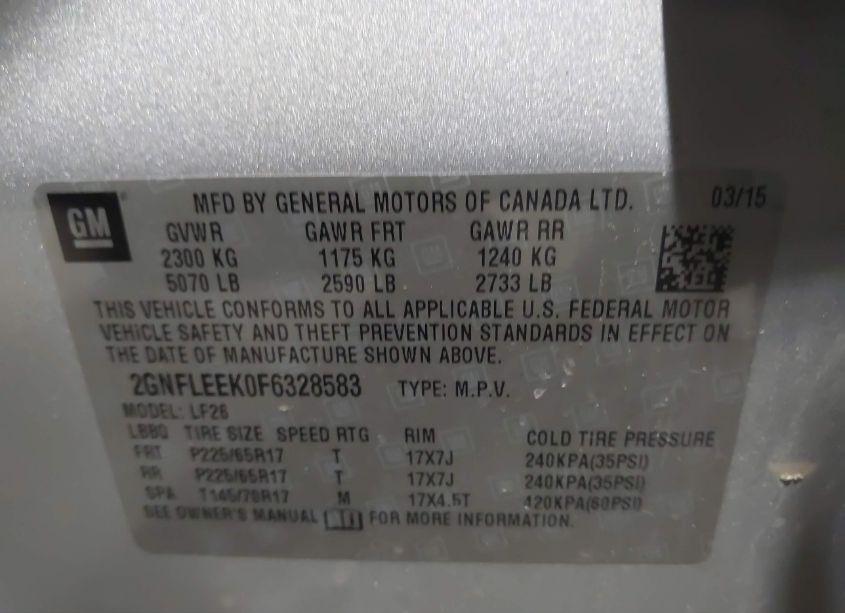 GM
MFD BY GENERAL MOTORS OF CANADA LTD. 03/15
GVWR GAWR FRT GAWR RR
2300 KG 1175 KG 1240 KG
5070 LB 2590 LB 2733 LB
THIS VEHICLE CONFORMS TO ALL APPLICABLE U.S. FEDERAL MOTOR
VEHICLE SAFETY AND THEFT PREVENTION STANDARDS IN EFFECT ON
THE DATE OF MANUFACTURE SHOWN ABOVE.
2GNFLEEK0F6328583 TYPE: M.P.V.
MODEL: LF26
TIRE SIZE SPEED RTG RIM COLD TIRE PRESSURE
FRT P225/65R17 T 17X7J 240KPA(35PSI)
RR P225/65R17 T 17X7J 240KPA(35PSI)
SPA T145/70R17 M 17X4.5T 420KPA(60PSI)
SEE OWNER'S MANUAL FOR MORE INFORMATION.